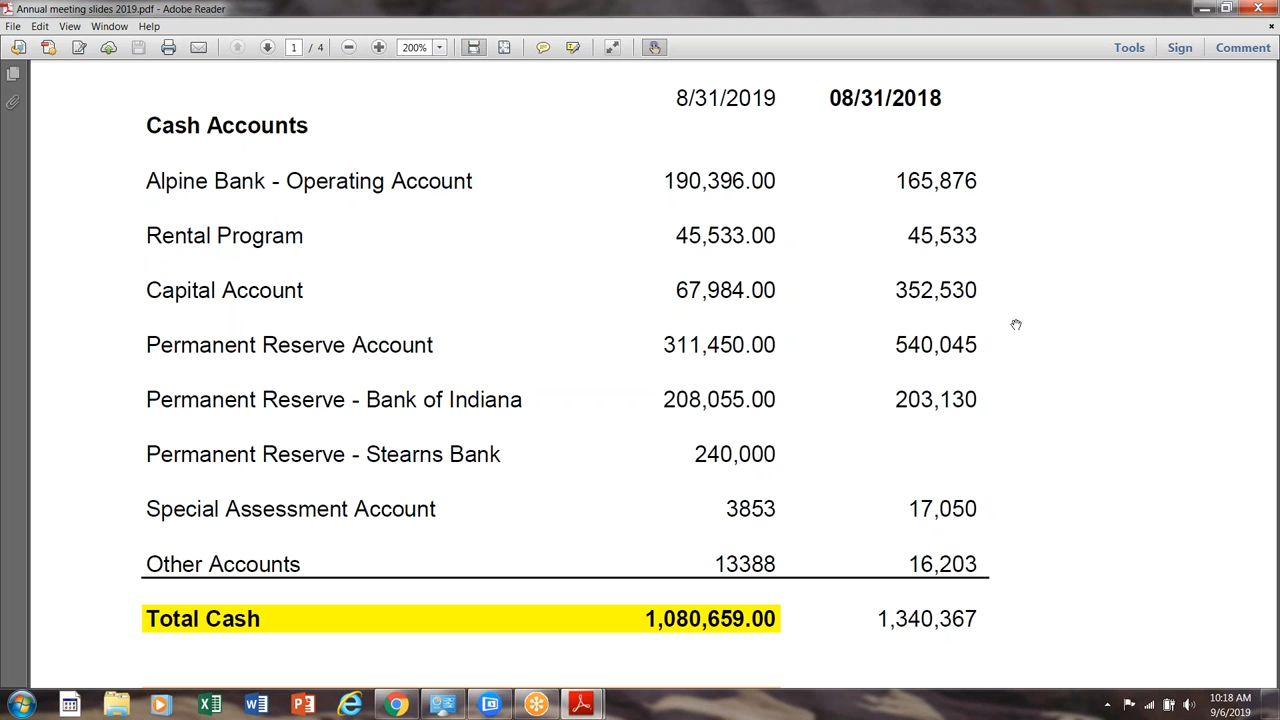 Annual meeting slides 2019.pdf - Adobe Reader
File Edit View Window Help
1 / 4 200% Tools Sign Comment
8/31/2019 08/31/2018
Cash Accounts
Alpine Bank - Operating Account 190,396.00 165,876
Rental Program 45,533.00 45,533
Capital Account 67,984.00 352,530
Permanent Reserve Account 311,450.00 540,045
Permanent Reserve - Bank of Indiana 208,055.00 203,130
Permanent Reserve - Stearns Bank 240,000
Special Assessment Account 3853 17,050
Other Accounts 13388 16,203
Total Cash 1,080,659.00 1,340,367
10:18 AM
9/6/2019